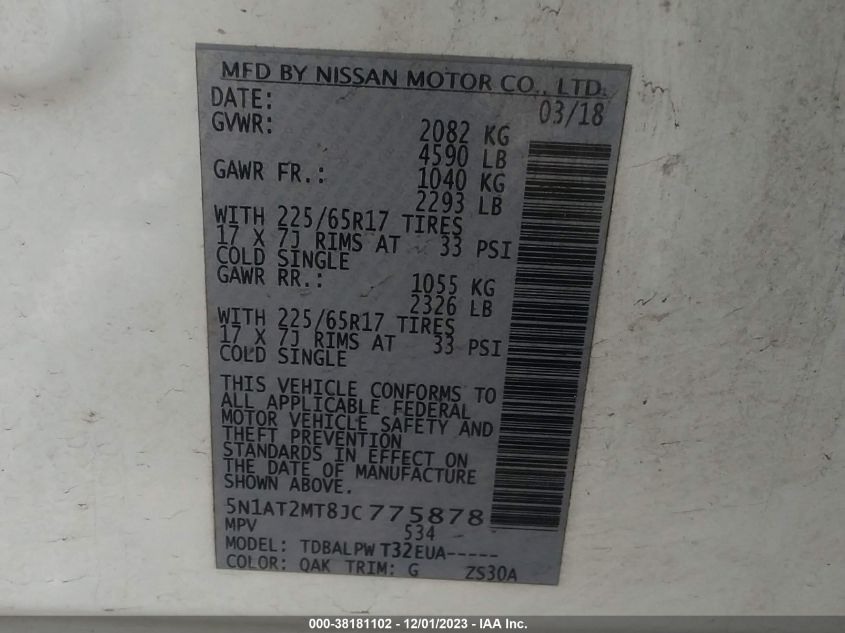 MFD BY NISSAN MOTOR CO., LTD.
DATE: 03/18
GVWR: 2082 KG
4590 LB
GAWR FR.: 1040 KG
2293 LB
WITH 225/65R17 TIRES
17 X 7J RIMS AT 33 PSI
COLD SINGLE
GAWR RR.: 1055 KG
2326 LB
WITH 225/65R17 TIRES
17 X 7J RIMS AT 33 PSI
COLD SINGLE
THIS VEHICLE CONFORMS TO
ALL APPLICABLE FEDERAL
MOTOR VEHICLE SAFETY AND
THEFT PREVENTION
STANDARDS IN EFFECT ON
THE DATE OF MANUFACTURE
SHOWN ABOVE.
5N1AT2MT8JC775878
MPV 534
MODEL: TDBALPW T32EUA-----
COLOR: QAK TRIM: G ZS30A
000-38181102 - 12/01/2023 - IAA Inc.